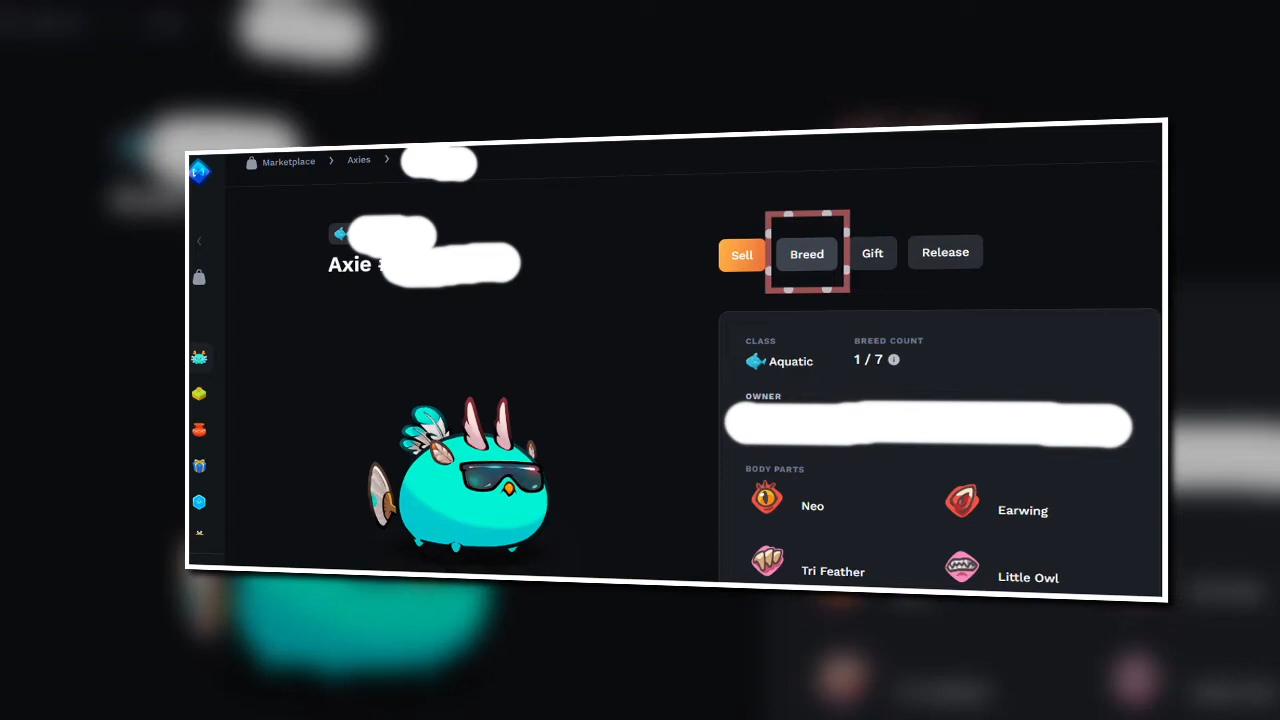 Marketplace > Axies >
Axie
Sell Breed Gift Release
CLASS BREED COUNT
Aquatic 1 / 7
OWNER
BODY PARTS
Neo Earwing
Tri Feather Little Owl